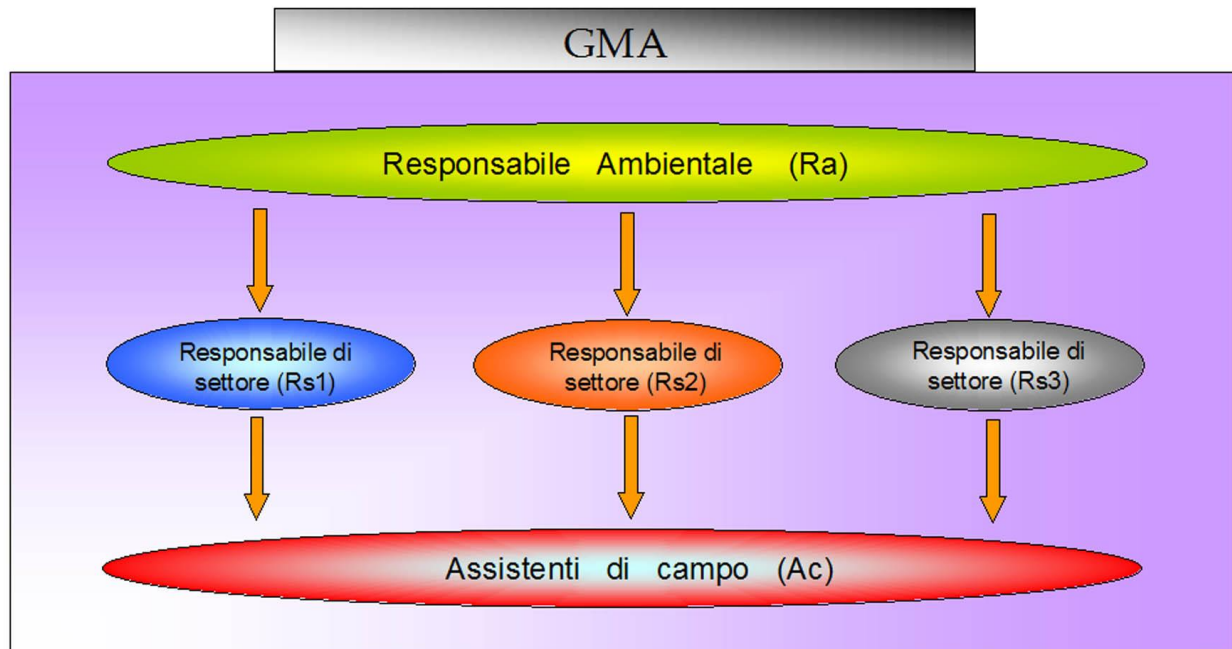 GMA
Responsabile Ambientale (Ra)
Responsabile di
settore (Rs1)
Responsabile di
settore (Rs2)
Responsabile di
settore (Rs3)
Assistenti di campo (Ac)